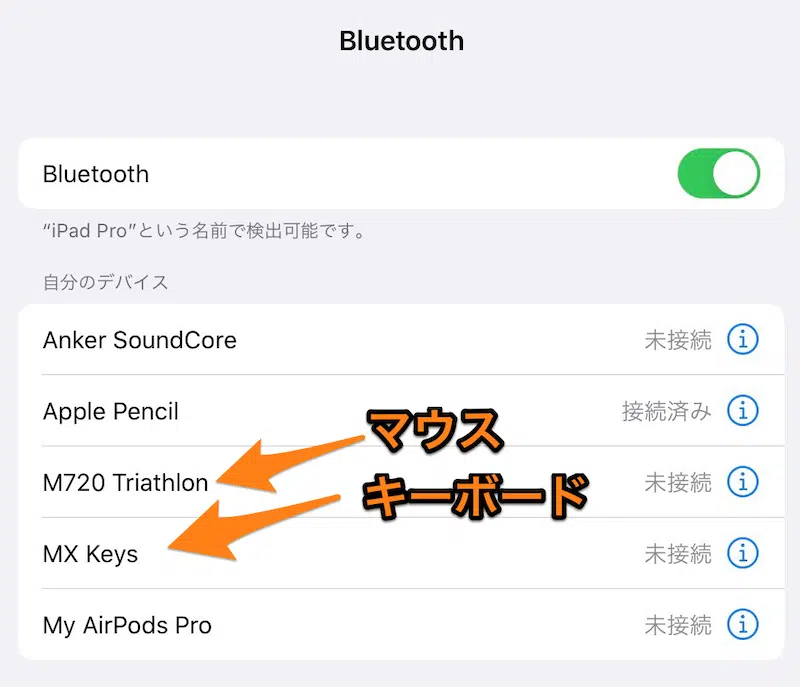 Bluetooth
Bluetooth
“iPad Pro”という名前で検出可能です。
自分のデバイス
Anker SoundCore 未接続
Apple Pencil 接続済み
マウス
M720 Triathlon 未接続
キーボード
MX Keys 未接続
My AirPods Pro 未接続